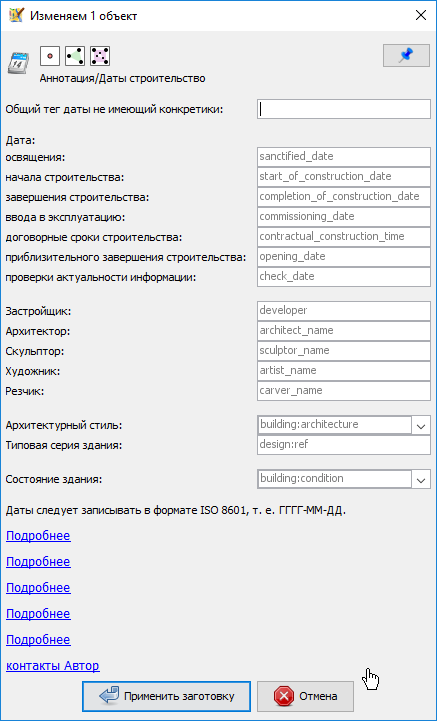 Изменяем 1 объект
Аннотация/Даты строительство
Общий тег даты не имеющий конкретики:
Дата:
освящения: sanctified_date
начала строительства: start_of_construction_date
завершения строительства: completion_of_construction_date
ввода в эксплуатацию: commissioning_date
договорные сроки строительства: contractual_construction_time
приблизительного завершения строительства: opening_date
проверки актуальности информации: check_date
Застройщик: developer
Архитектор: architect_name
Скульптор: sculptor_name
Художник: artist_name
Резчик: carver_name
Архитектурный стиль: building:architecture
Типовая серия здания: design:ref
Состояние здания: building:condition
Даты следует записывать в формате ISO 8601, т. е. ГГГГ-ММ-ДД.
Подробнее
Подробнее
Подробнее
Подробнее
Подробнее
контакты Автор
Применить заготовку Отмена